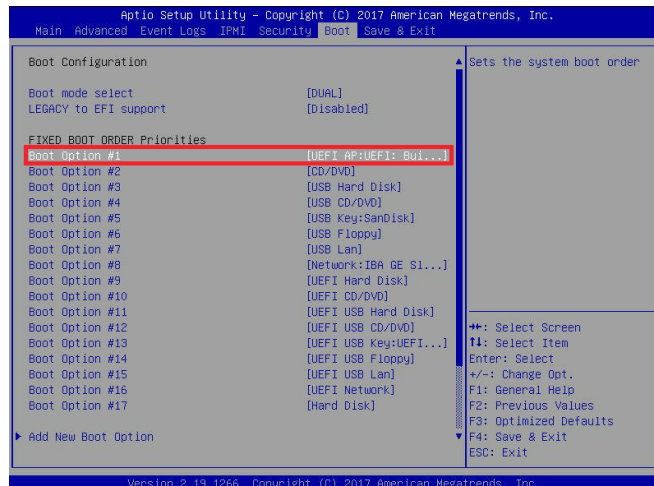 Aptio Setup Utility – Copyright (C) 2017 American Megatrends, Inc.
Main Advanced Event Logs IPMI Security Boot Save & Exit
Boot Configuration
Sets the system boot order
Boot mode select [DUAL]
LEGACY to EFI support [Disabled]
FIXED BOOT ORDER Priorities
Boot Option #1 [UEFI AP:UEFI: Bui...]
Boot Option #2 [CD/DVD]
Boot Option #3 [USB Hard Disk]
Boot Option #4 [USB CD/DVD]
Boot Option #5 [USB Key:SanDisk]
Boot Option #6 [USB Floppy]
Boot Option #7 [USB Lan]
Boot Option #8 [Network:IBA GE Sl...]
Boot Option #9 [UEFI Hard Disk]
Boot Option #10 [UEFI CD/DVD]
Boot Option #11 [UEFI USB Hard Disk]
Boot Option #12 [UEFI USB CD/DVD]
Boot Option #13 [UEFI USB Key:UEFI...]
Boot Option #14 [UEFI USB Floppy]
Boot Option #15 [UEFI USB Lan]
Boot Option #16 [UEFI Network]
Boot Option #17 [Hard Disk]
Add New Boot Option
→←: Select Screen
↑↓: Select Item
Enter: Select
+/-: Change Opt.
F1: General Help
F2: Previous Values
F3: Optimized Defaults
F4: Save & Exit
ESC: Exit
Version 2.19.1266. Copyright (C) 2017 American Megatrends, Inc.